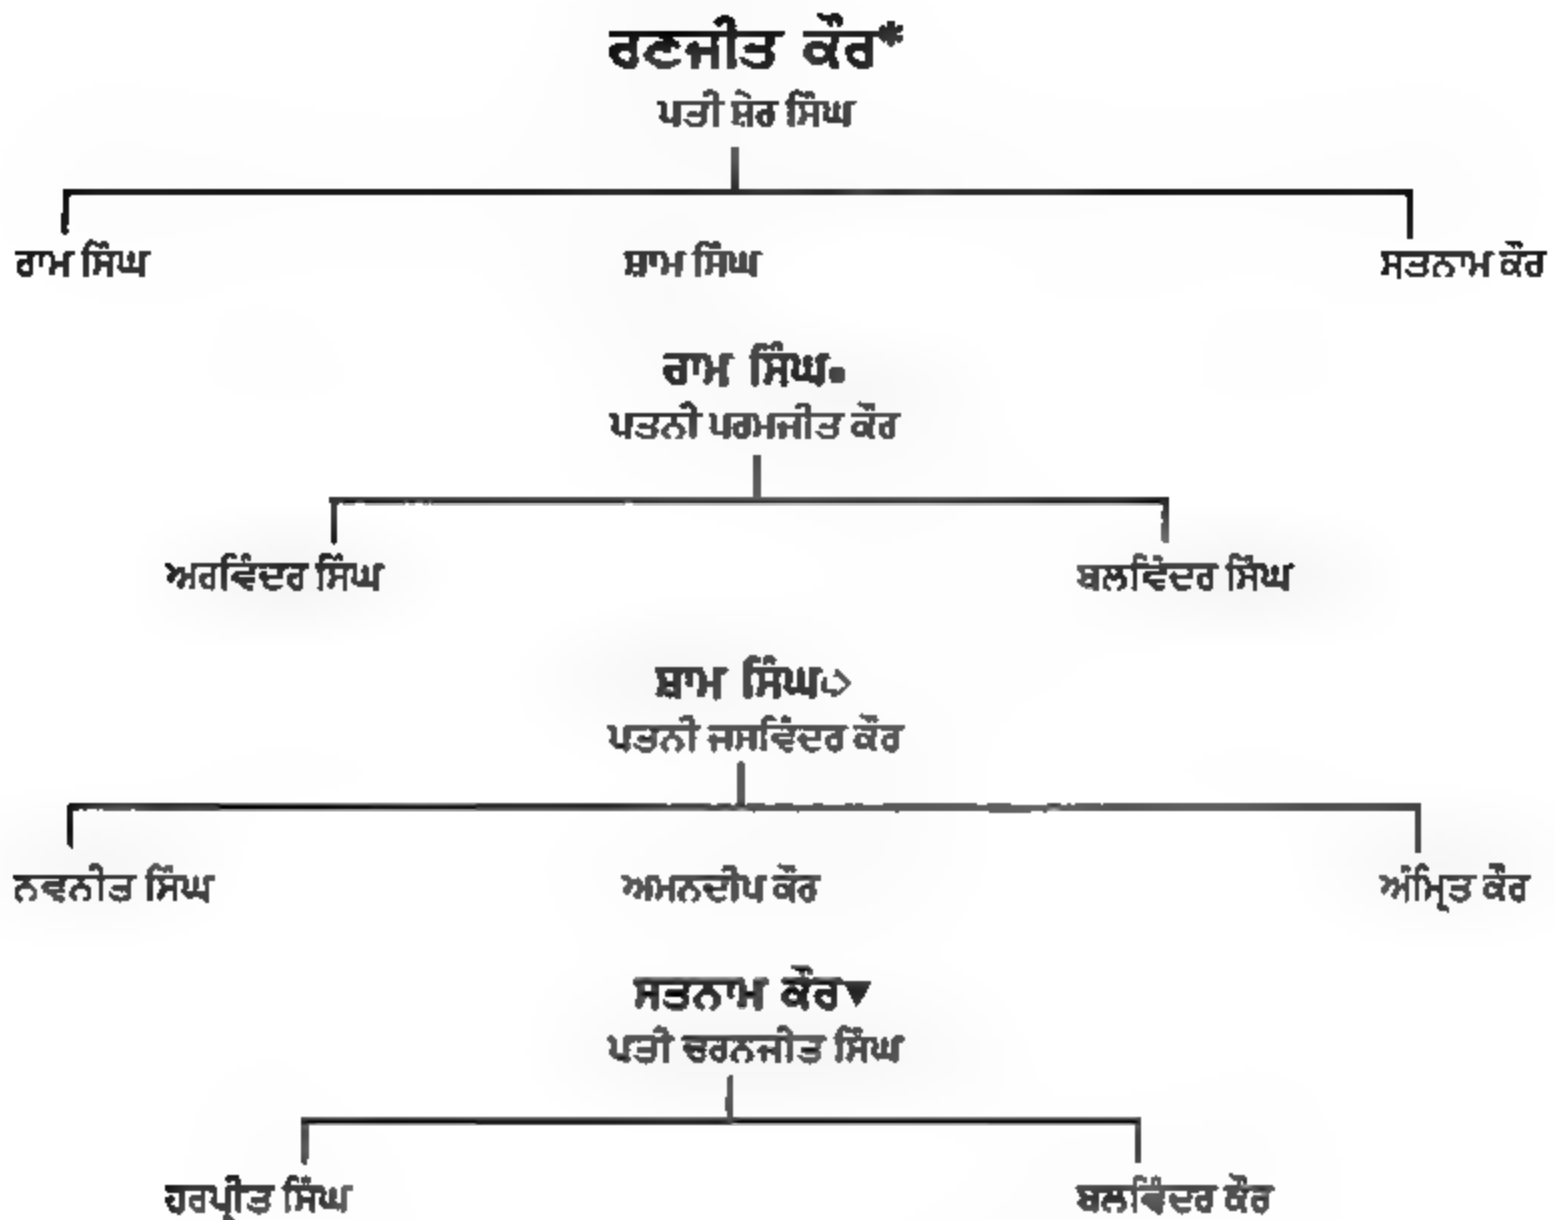 ਰਣਜੀਤ ਕੌਰ*
ਪਤੀ ਸ਼ੇਰ ਸਿੰਘ
ਰਾਮ ਸਿੰਘ ਸ਼ਾਮ ਸਿੰਘ ਸਤਨਾਮ ਕੌਰ
ਰਾਮ ਸਿੰਘ●
ਪਤਨੀ ਪਰਮਜੀਤ ਕੌਰ
ਅਰਵਿੰਦਰ ਸਿੰਘ ਬਲਵਿੰਦਰ ਸਿੰਘ
ਸ਼ਾਮ ਸਿੰਘ
ਪਤਨੀ ਜਸਵਿੰਦਰ ਕੌਰ
ਨਵਨੀਤ ਸਿੰਘ ਅਮਨਦੀਪ ਕੌਰ ਅੰਮ੍ਰਿਤ ਕੌਰ
ਸਤਨਾਮ ਕੌਰ▼
ਪਤੀ ਚਰਨਜੀਤ ਸਿੰਘ
ਹਰਪ੍ਰੀਤ ਸਿੰਘ ਬਲਵਿੰਦਰ ਕੌਰ